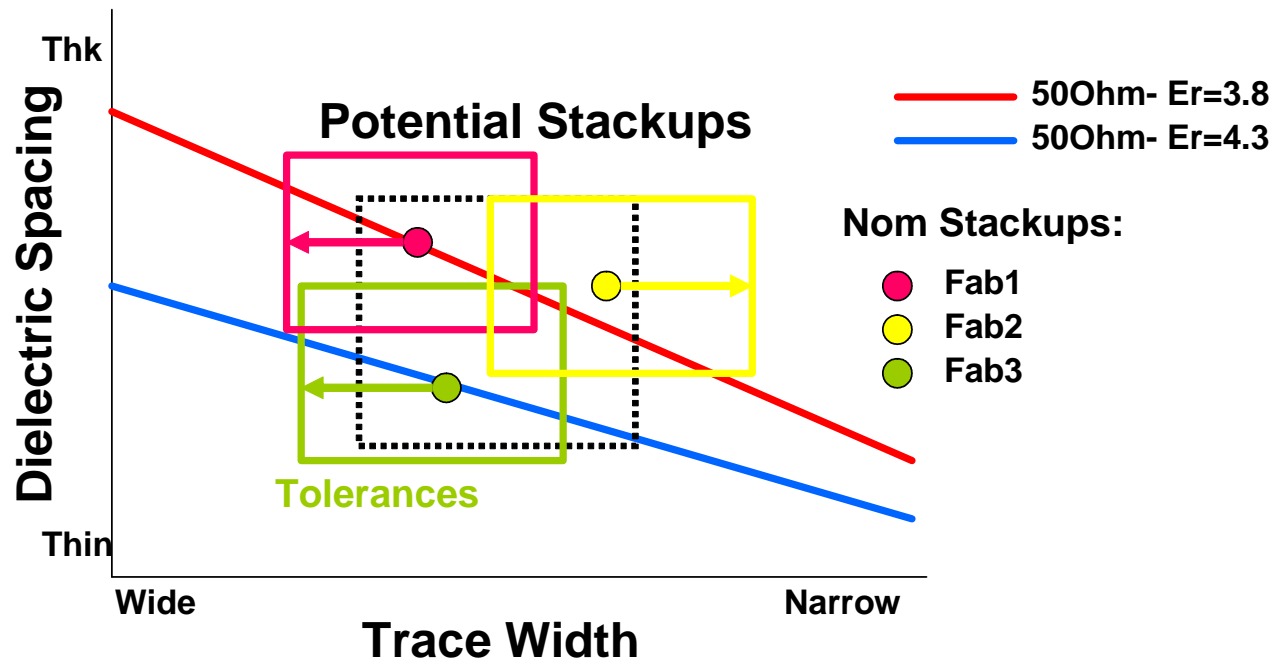 Thk
Dielectric Spacing
Thin
Potential Stackups
50Ohm- Er=3.8
50Ohm- Er=4.3
Nom Stackups:
Fab1
Fab2
Fab3
Tolerances
Wide
Narrow
Trace Width